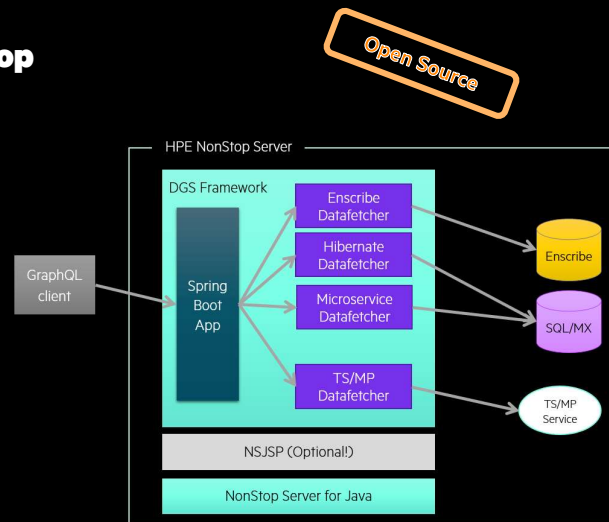 op
Open Source
HPE NonStop Server
DGS Framework
GraphQL
client
Spring
Boot
App
Enscribe
Datafetcher
Hibernate
Datafetcher
Microservice
Datafetcher
TS/MP
Datafetcher
Enscribe
SQL/MX
TS/MP
Service
NSJSP (Optional!)
NonStop Server for Java